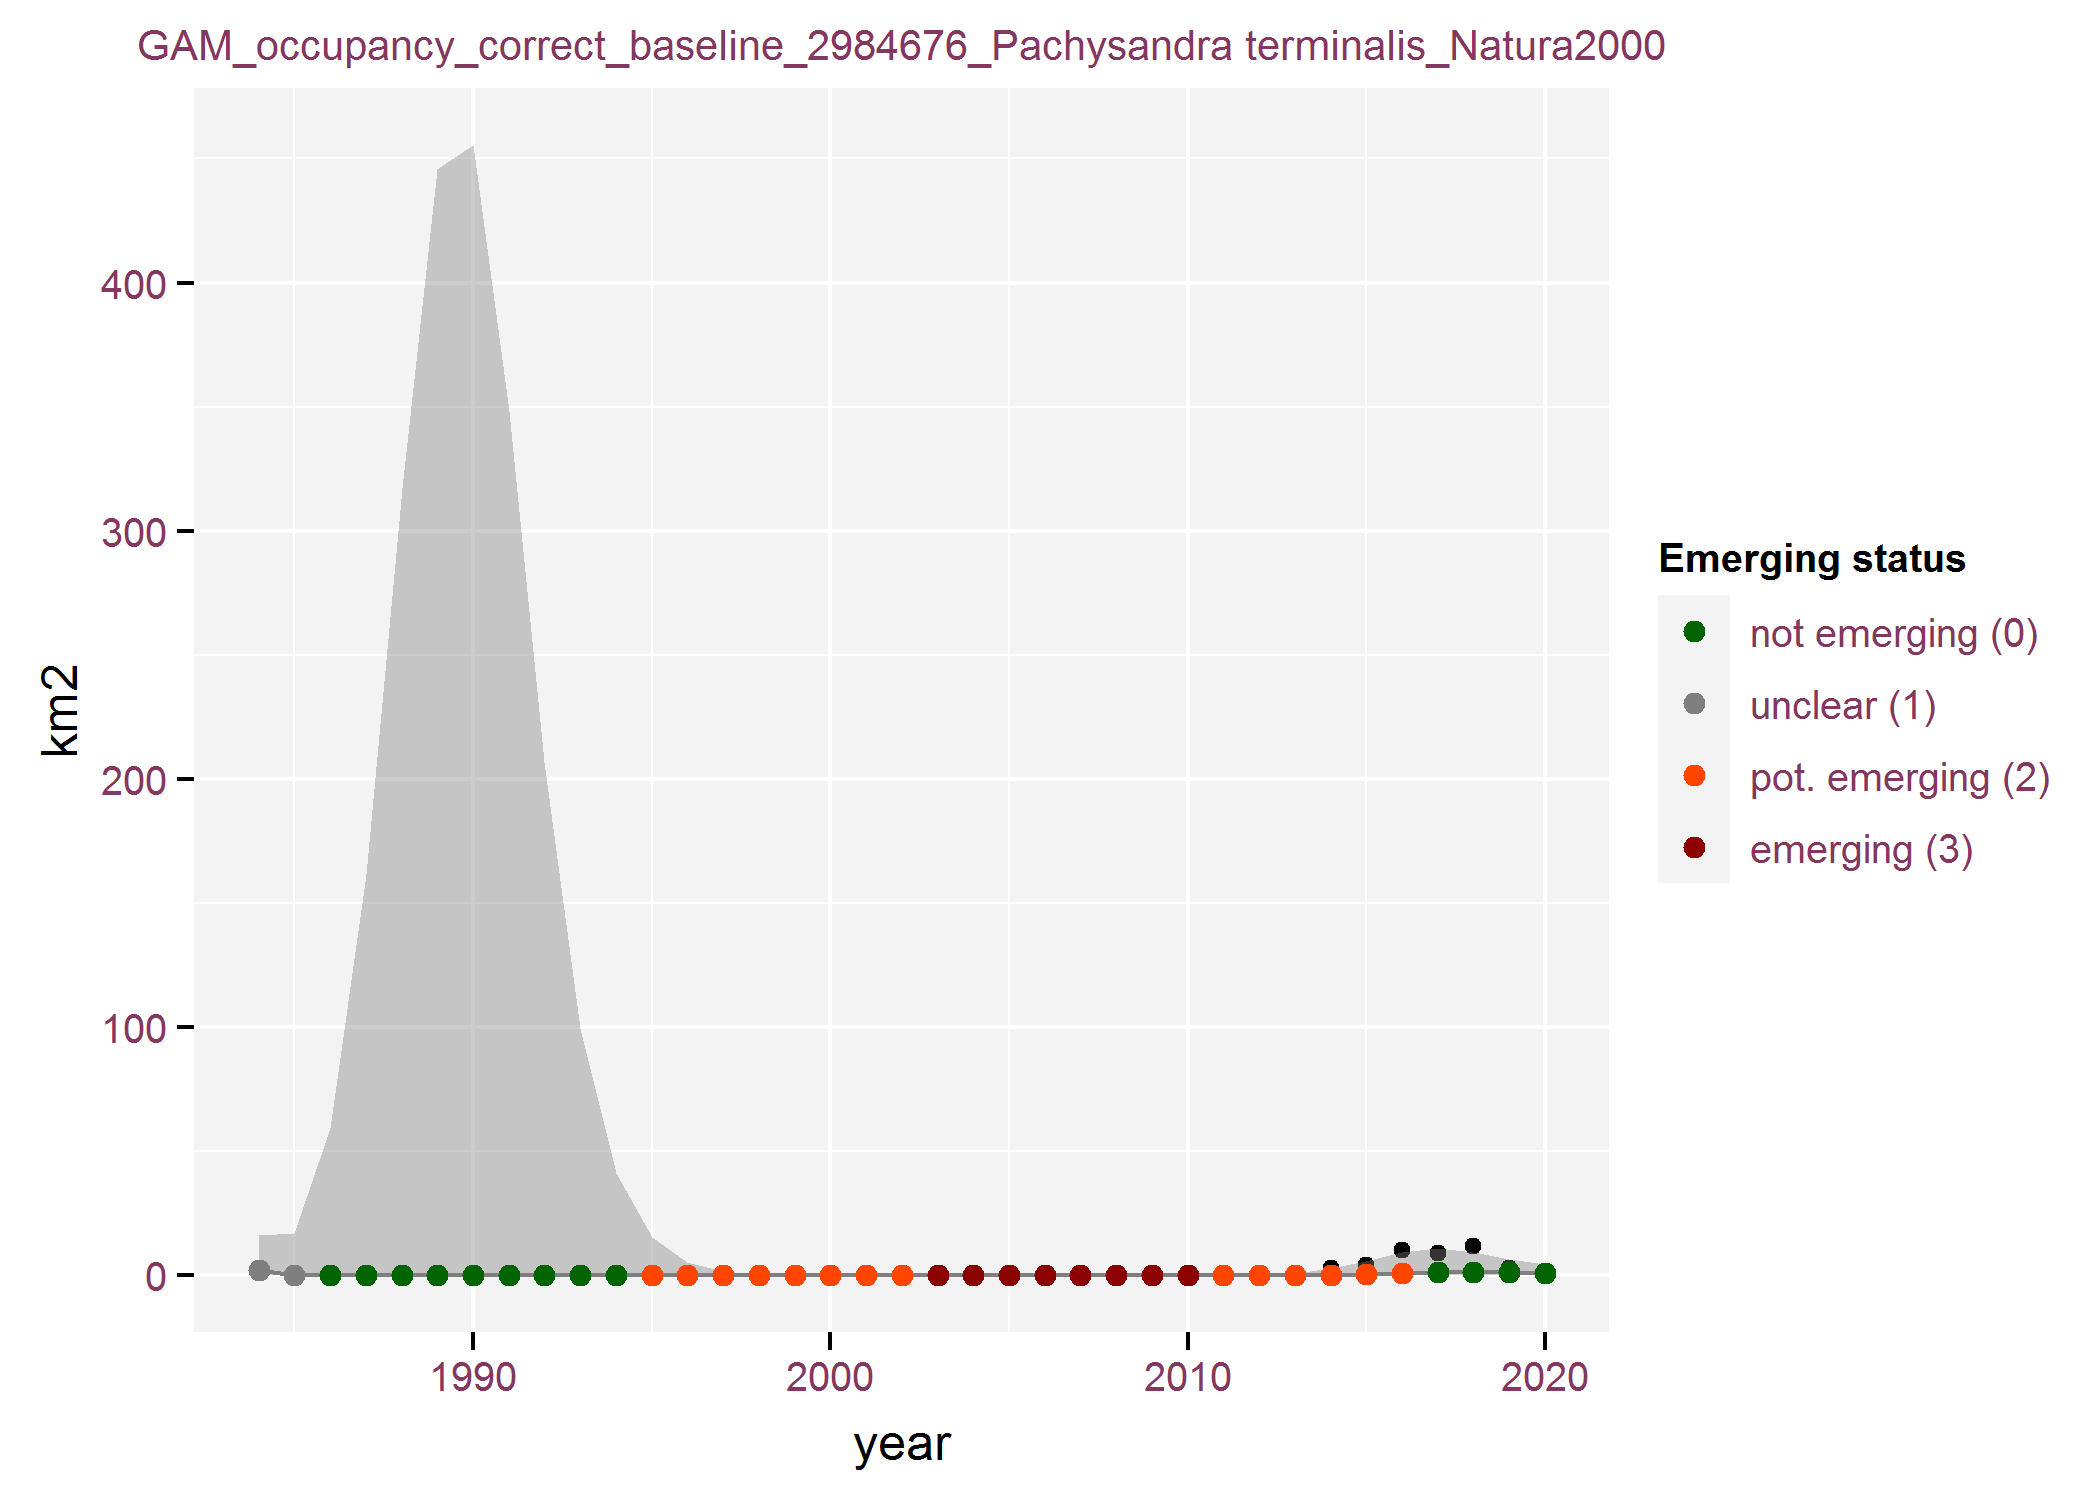 GAM_occupancy_correct_baseline_2984676_Pachysandra terminalis_Natura2000
400
300
200
100
0
km2
1990 2000 2010 2020
year
Emerging status
not emerging (0)
unclear (1)
pot. emerging (2)
emerging (3)